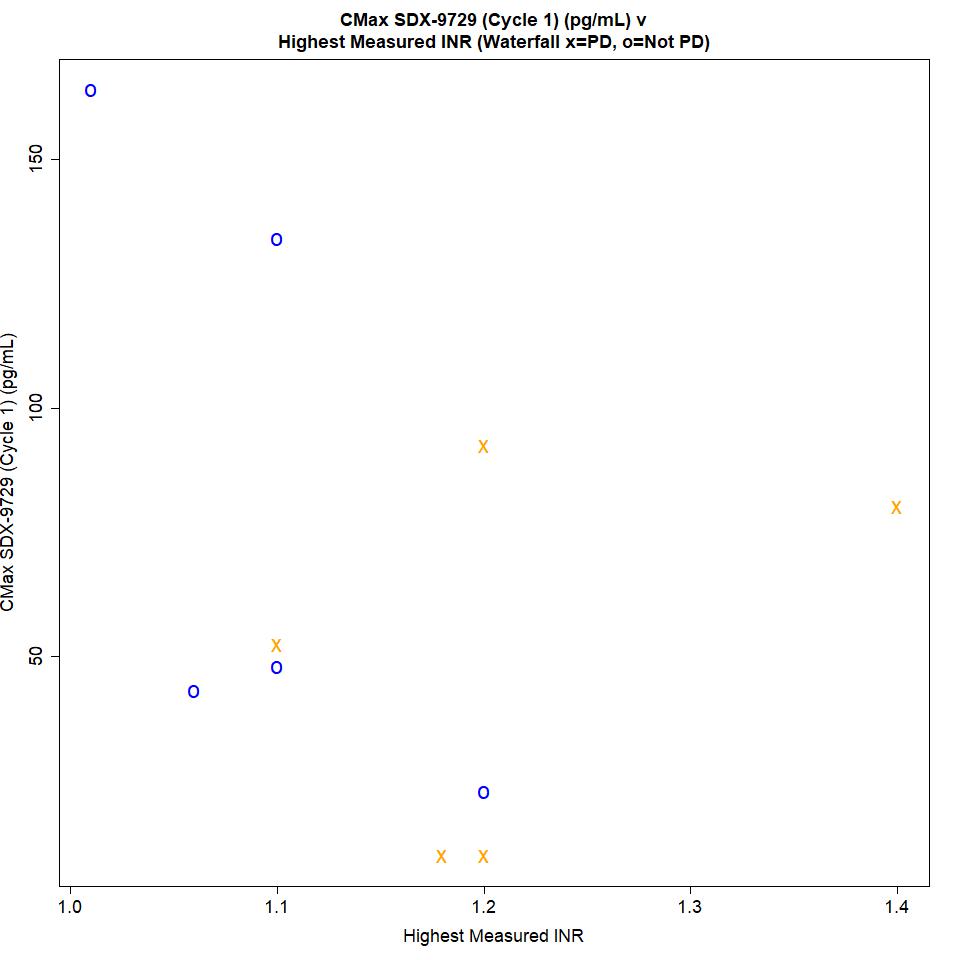 CMax SDX-9729 (Cycle 1) (pg/mL) v
Highest Measured INR (Waterfall x=PD, o=Not PD)
CMax SDX-9729 (Cycle 1) (pg/mL)
150
100
50
o
o
x
x
x
o
o
o
x
x
1.0
1.1
1.2
1.3
1.4
Highest Measured INR